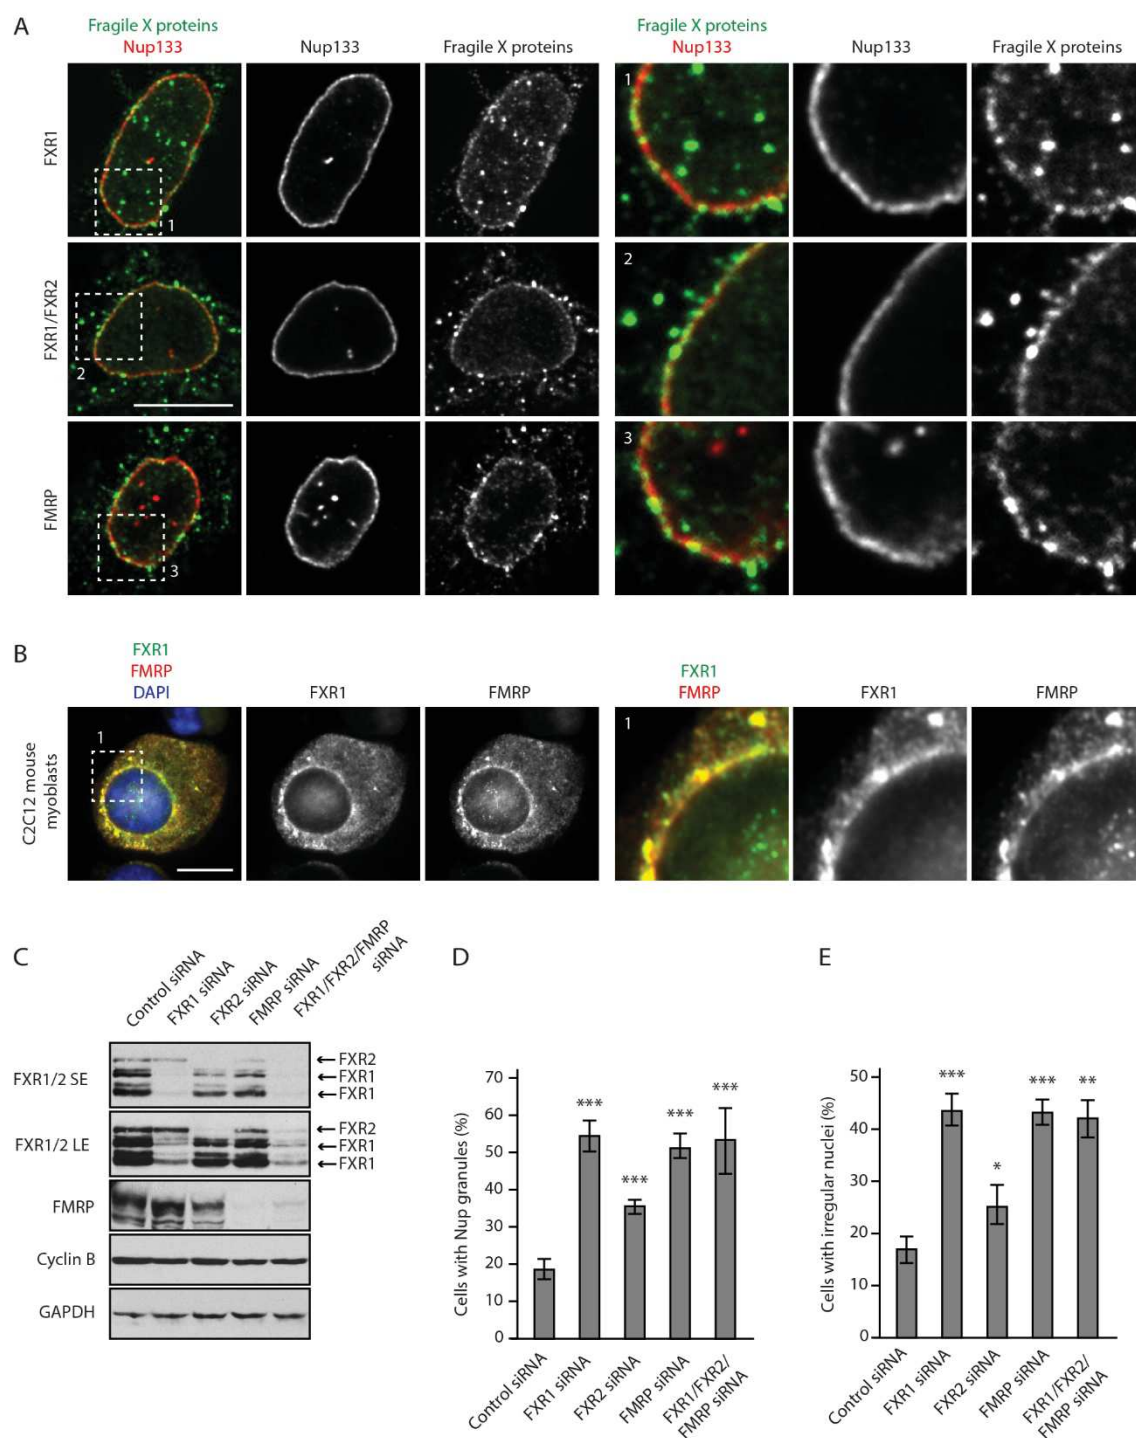 A
Fragile X proteins
Nup133
Nup133
Fragile X proteins
Fragile X proteins
Nup133
Nup133
Fragile X proteins
FXR1
1
1
FXR1/FXR2
2
2
FMRP
3
3
B
FXR1
FMRP
DAPI
FXR1
FMRP
FXR1
FMRP
FXR1
FMRP
C2C12 mouse
myoblasts
1
1
C
Control siRNA
FXR1 siRNA
FXR2 siRNA
FMRP siRNA
FXR1/FXR2/FMRP
siRNA
FXR1/2 SE
←FXR2
←FXR1
←FXR1
FXR1/2 LE
←FXR2
←FXR1
←FXR1
FMRP
Cyclin B
GAPDH
D
Cells with Nup granules (%)
70
60
50
40
30
20
10
0
***
***
***
***
Control siRNA
FXR1 siRNA
FXR2 siRNA
FMRP siRNA
FXR1/FXR2/
FMRP siRNA
E
Cells with irregular nuclei (%)
50
40
30
20
10
0
***
*
***
**
Control siRNA
FXR1 siRNA
FXR2 siRNA
FMRP siRNA
FXR1/FXR2/
FMRP siRNA